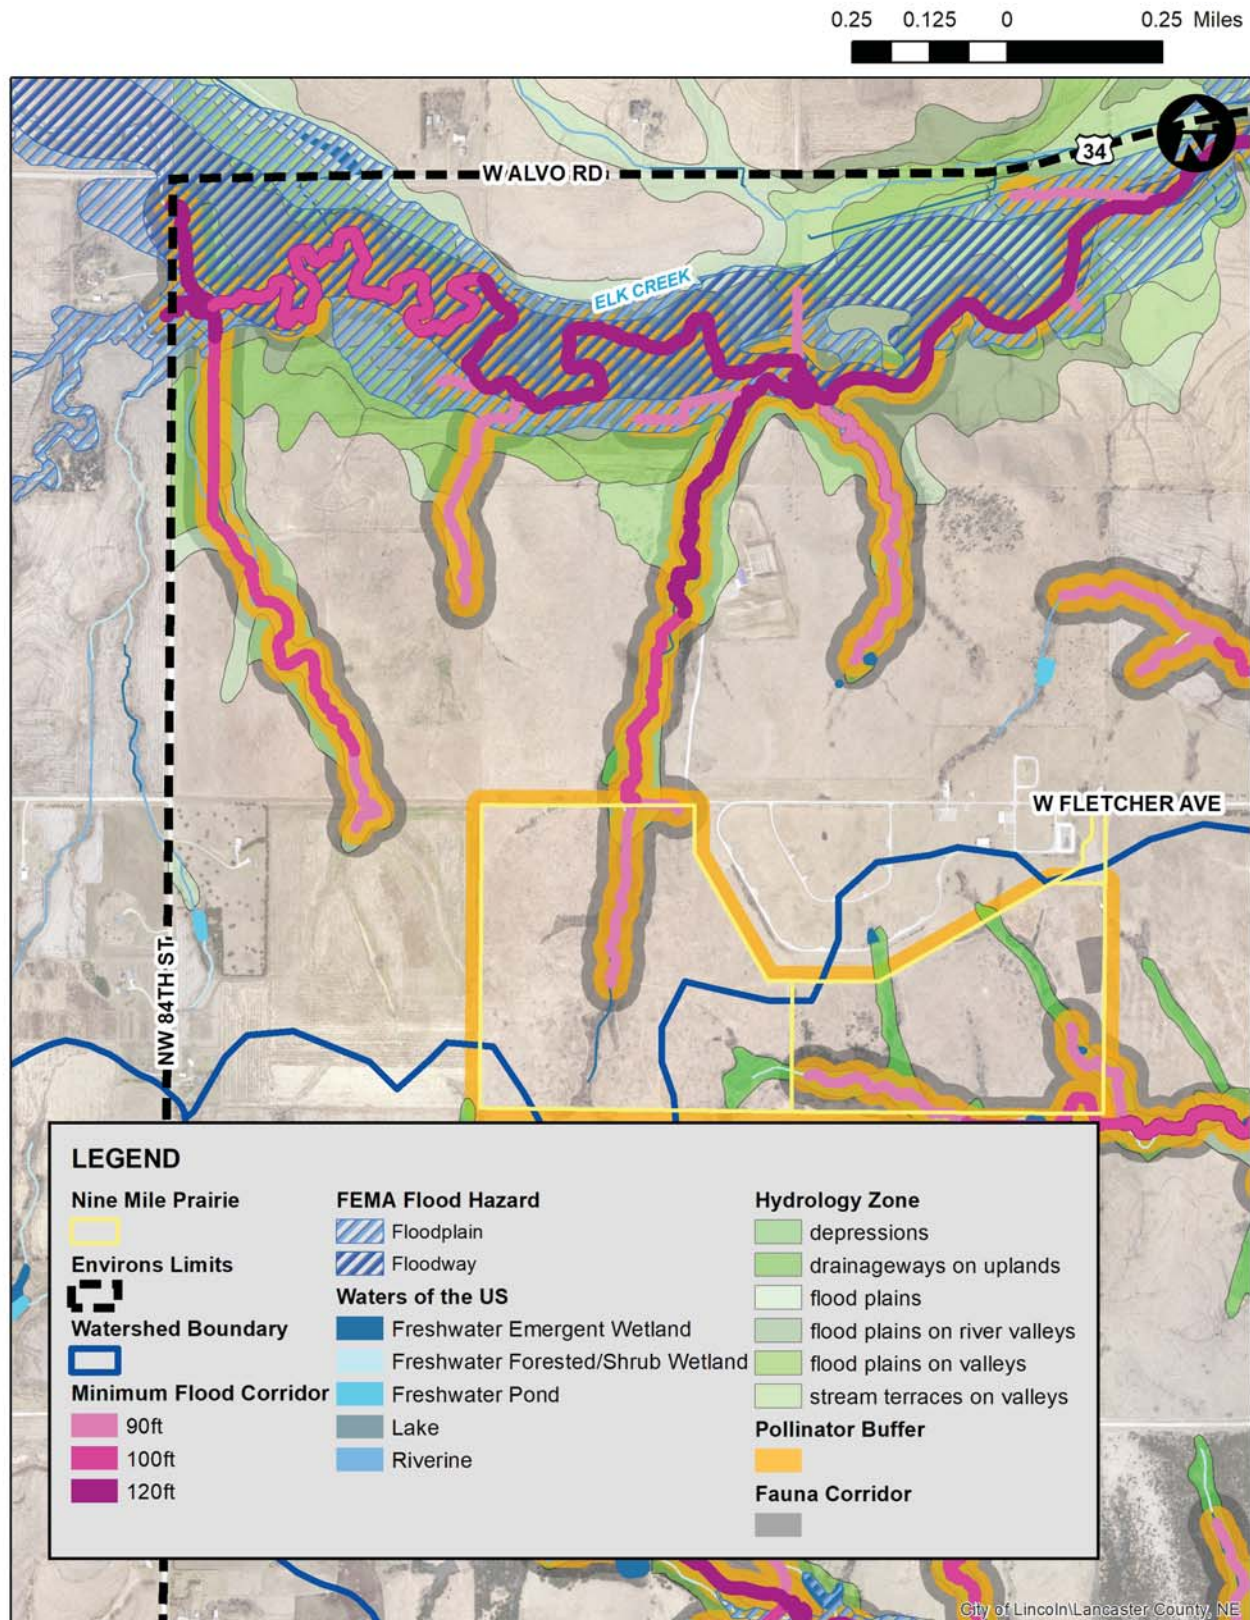 0.25 0.125 0 0.25 Miles
N
34
W ALVO RD
ELK CREEK
W FLETCHER AVE
NW 84TH ST
LEGEND
Nine Mile Prairie
Environs Limits
Watershed Boundary
Minimum Flood Corridor
90ft
100ft
120ft
FEMA Flood Hazard
Floodplain
Floodway
Waters of the US
Freshwater Emergent Wetland
Freshwater Forested/Shrub Wetland
Freshwater Pond
Lake
Riverine
Hydrology Zone
depressions
drainageways on uplands
flood plains
flood plains on river valleys
flood plains on valleys
stream terraces on valleys
Pollinator Buffer
Fauna Corridor
City of Lincoln\Lancaster County, NE